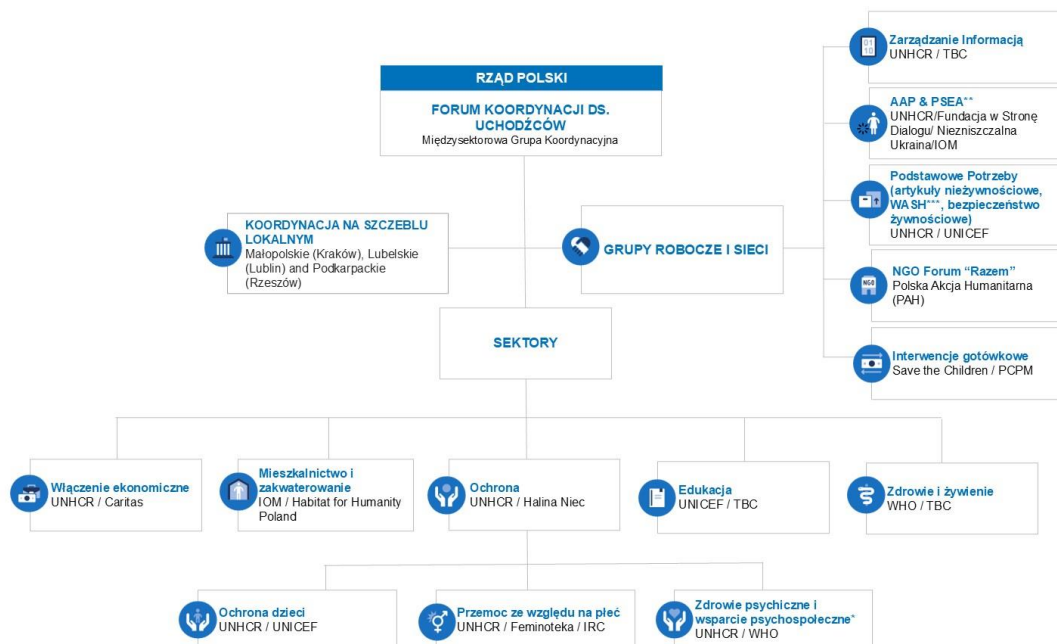 RZĄD POLSKI
FORUM KOORDYNACJI DS.
UCHODŹCÓW
Międzysektorowa Grupa Koordynacyjna
KOORDYNACJA NA SZCZEBLU
LOKALNYM
Małopolskie (Kraków), Lubelskie
(Lublin) and Podkarpackie
(Rzeszów)
GRUPY ROBOCZE I SIECI
01
10
Zarządzanie Informacją
UNHCR / TBC
AAP & PSEA**
UNHCR/Fundacja w Stronę
Dialogu/ Niezniszczalna
Ukraina/IOM
Podstawowe Potrzeby
(artykuły nieżywnościowe,
WASH***, bezpieczeństwo
żywnościowe)
UNHCR / UNICEF
NGO
NGO Forum “Razem”
Polska Akcja Humanitarna
(PAH)
Interwencje gotówkowe
Save the Children / PCPM
SEKTORY
Włączenie ekonomiczne
UNHCR / Caritas
Mieszkalnictwo i
zakwaterowanie
IOM / Habitat for Humanity
Poland
Ochrona
UNHCR / Halina Niec
Edukacja
UNICEF / TBC
Zdrowie i żywienie
WHO / TBC
Ochrona dzieci
UNHCR / UNICEF
Przemoc ze względu na płeć
UNHCR / Feminoteka / IRC
Zdrowie psychiczne i
wsparcie psychospołeczne*
UNHCR / WHO